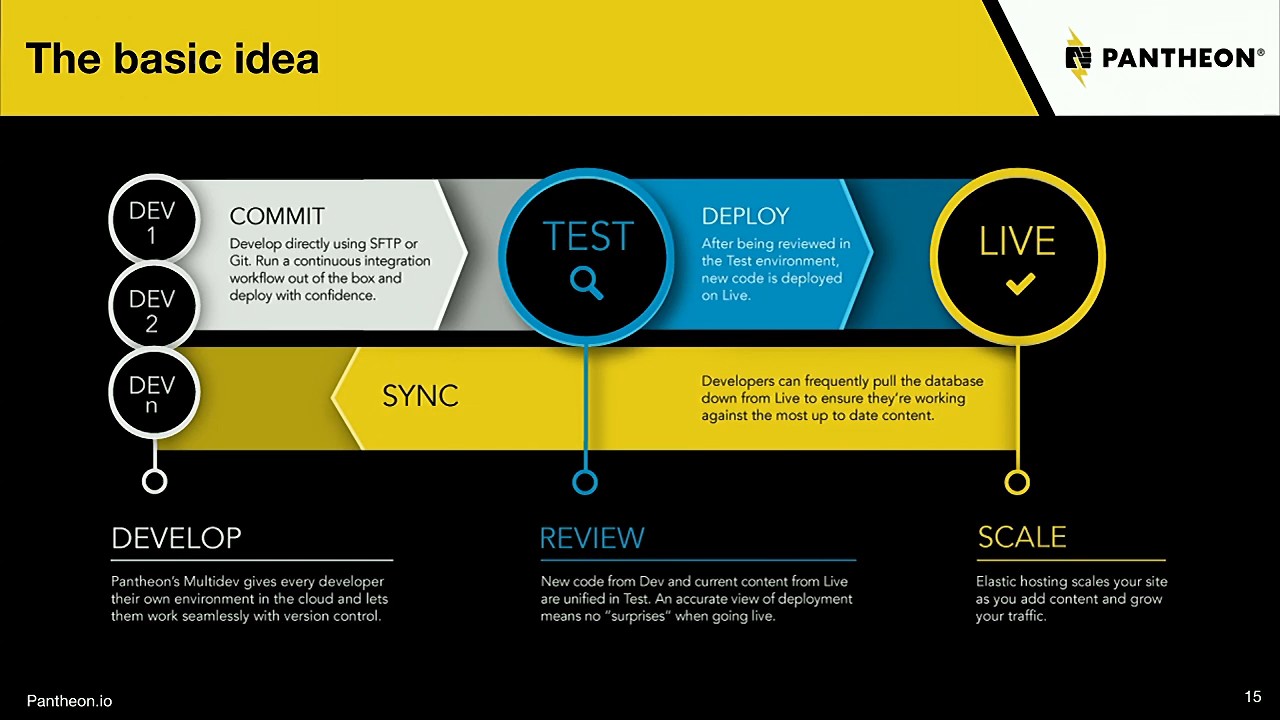 The basic idea
PANTHEON®
DEV
1
DEV
2
DEV
n
COMMIT
Develop directly using SFTP or
Git. Run a continuous integration
workflow out of the box and
deploy with confidence.
TEST
DEPLOY
After being reviewed in
the Test environment,
new code is deployed
on Live.
LIVE
SYNC
Developers can frequently pull the database
down from Live to ensure they're working
against the most up to date content.
DEVELOP
Pantheon's Multidev gives every developer
their own environment in the cloud and lets
them work seamlessly with version control.
REVIEW
New code from Dev and current content from Live
are unified in Test. An accurate view of deployment
means no "surprises" when going live.
SCALE
Elastic hosting scales your site
as you add content and grow
your traffic.
Pantheon.io
15